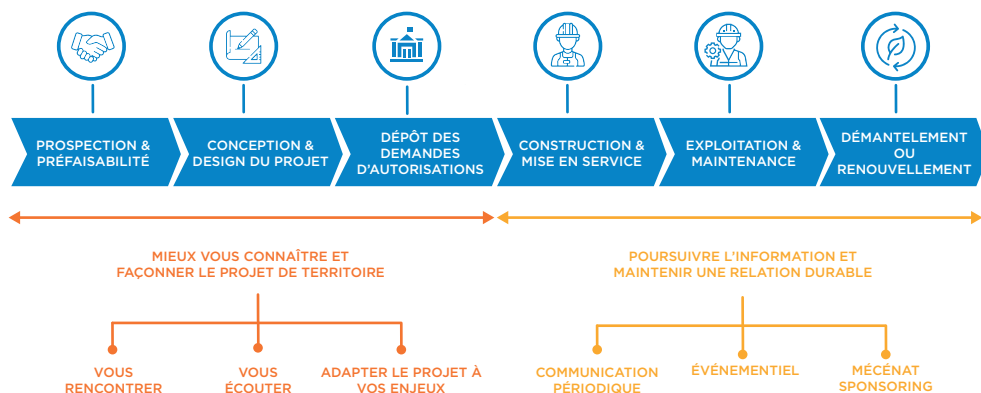 PROSPECTION &
PRÉFAISABILITÉ
CONCEPTION &
DESIGN DU PROJET
DÉPÔT DES
DEMANDES
D'AUTORISATIONS
CONSTRUCTION &
MISE EN SERVICE
EXPLOITATION &
MAINTENANCE
DÉMANTELEMENT
OU
RENOUVELLEMENT
MIEUX VOUS CONNAÎTRE ET
FAÇONNER LE PROJET DE TERRITOIRE
VOUS
RENCONTRER
VOUS
ÉCOUTER
ADAPTER LE PROJET À
VOS ENJEUX
POURSUIVRE L'INFORMATION ET
MAINTENIR UNE RELATION DURABLE
COMMUNICATION
PÉRIODIQUE
ÉVÉNEMENTIEL
MÉCÉNAT
SPONSORING